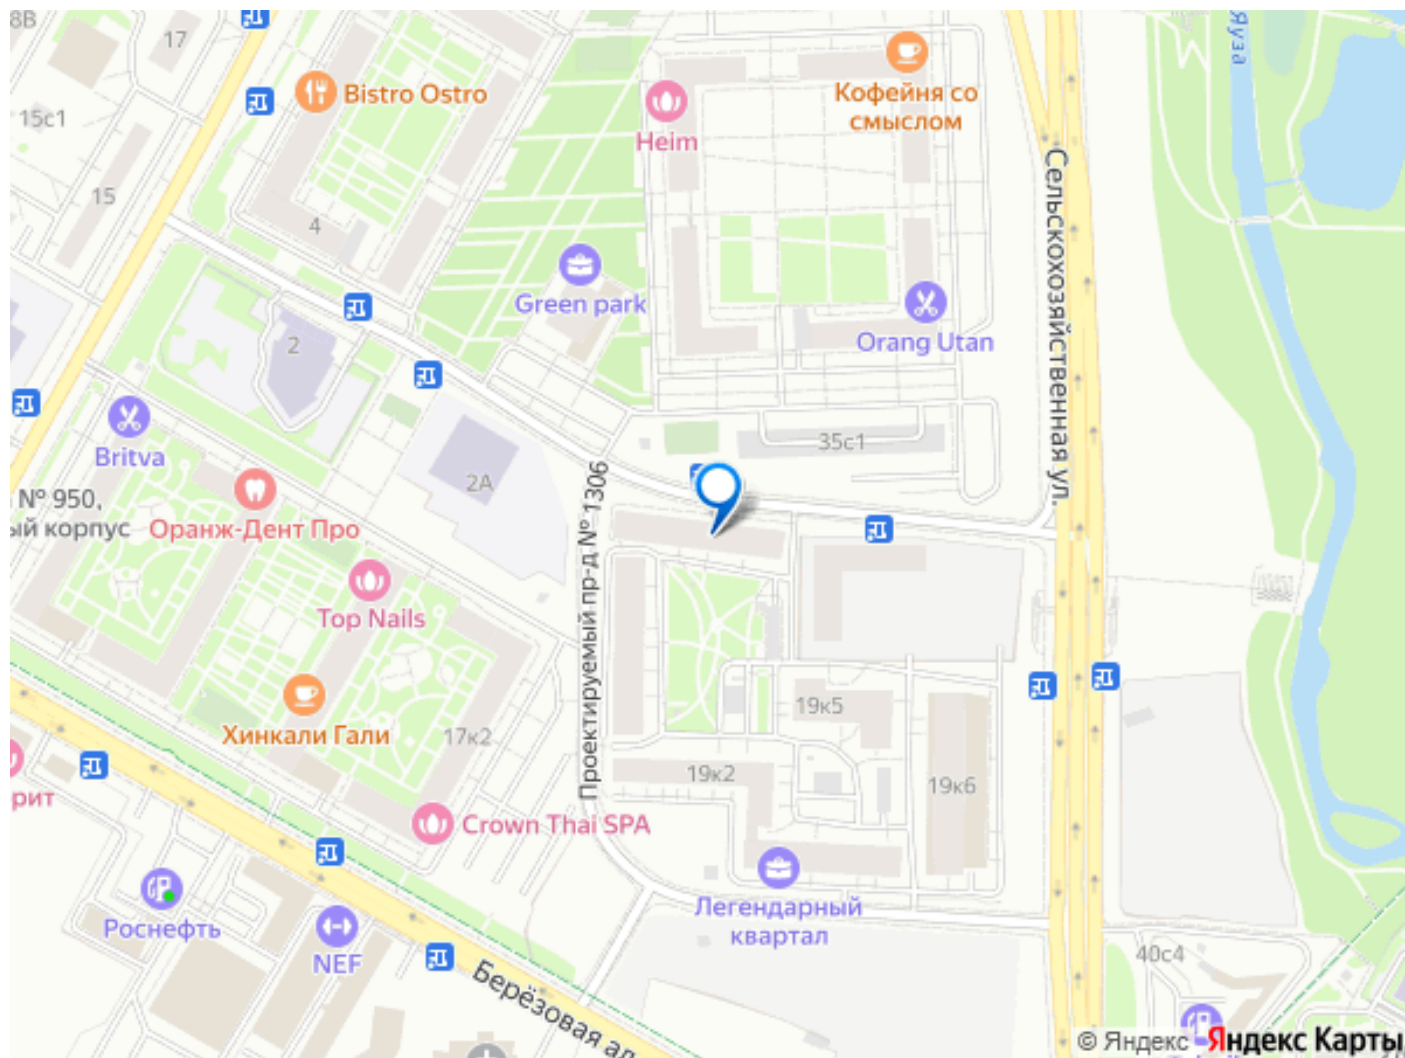 8В
17
Bistro Ostro
15с1
Кофейня со
смыслом
Heim
Яуза
Сельскохозяйственная ул.
15
4
Green park
2
Orang Utan
Britva
35с1
2А
№ 950,
ый корпус
Оранж-Дент Про
Проектируемый пр-д № 1306
Top Nails
19к5
Хинкали Гали
17к2
19к2
19к6
рит
Crown Thai SPA
Роснефть
Легендарный
квартал
NEF
Берёзовая ал
40с4
© Яндекс Яндекс Карты